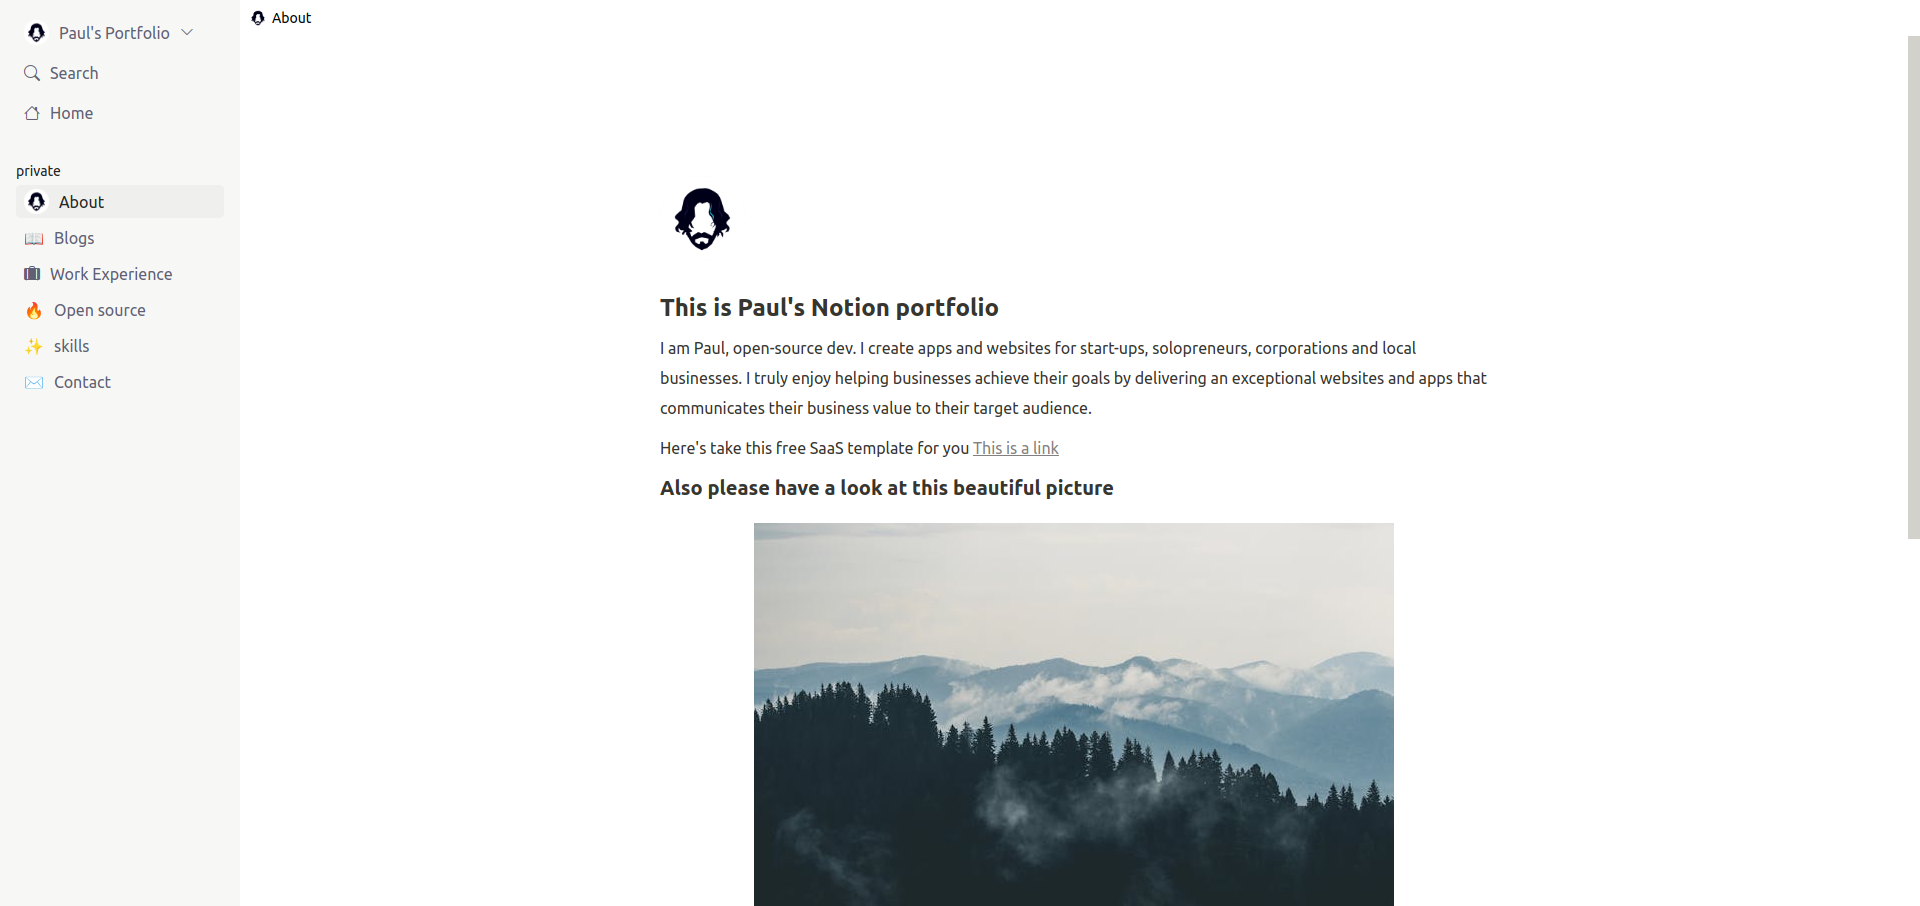 Paul's Portfolio
Search
Home
private
About
Blogs
Work Experience
Open source
skills
Contact
About
This is Paul's Notion portfolio
I am Paul, open-source dev. I create apps and websites for start-ups, solopreneurs, corporations and local
businesses. I truly enjoy helping businesses achieve their goals by delivering an exceptional websites and apps that
communicates their business value to their target audience.
Here's take this free SaaS template for you This is a link
Also please have a look at this beautiful picture